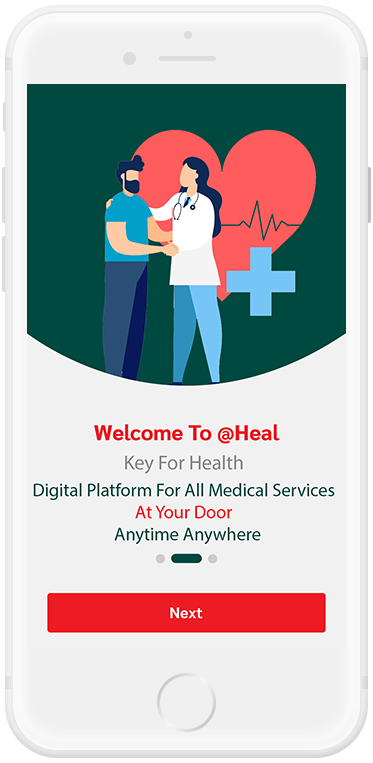 Welcome To @Heal
Key For Health
Digital Platform For All Medical Services
At Your Door
Anytime Anywhere
Next